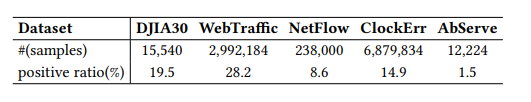 Dataset DJIA30 WebTraffic NetFlow ClockErr AbServe
#(samples) 15,540 2,992,184 238,000 6,879,834 12,224
positive ratio(%) 19.5 28.2 8.6 14.9 1.5